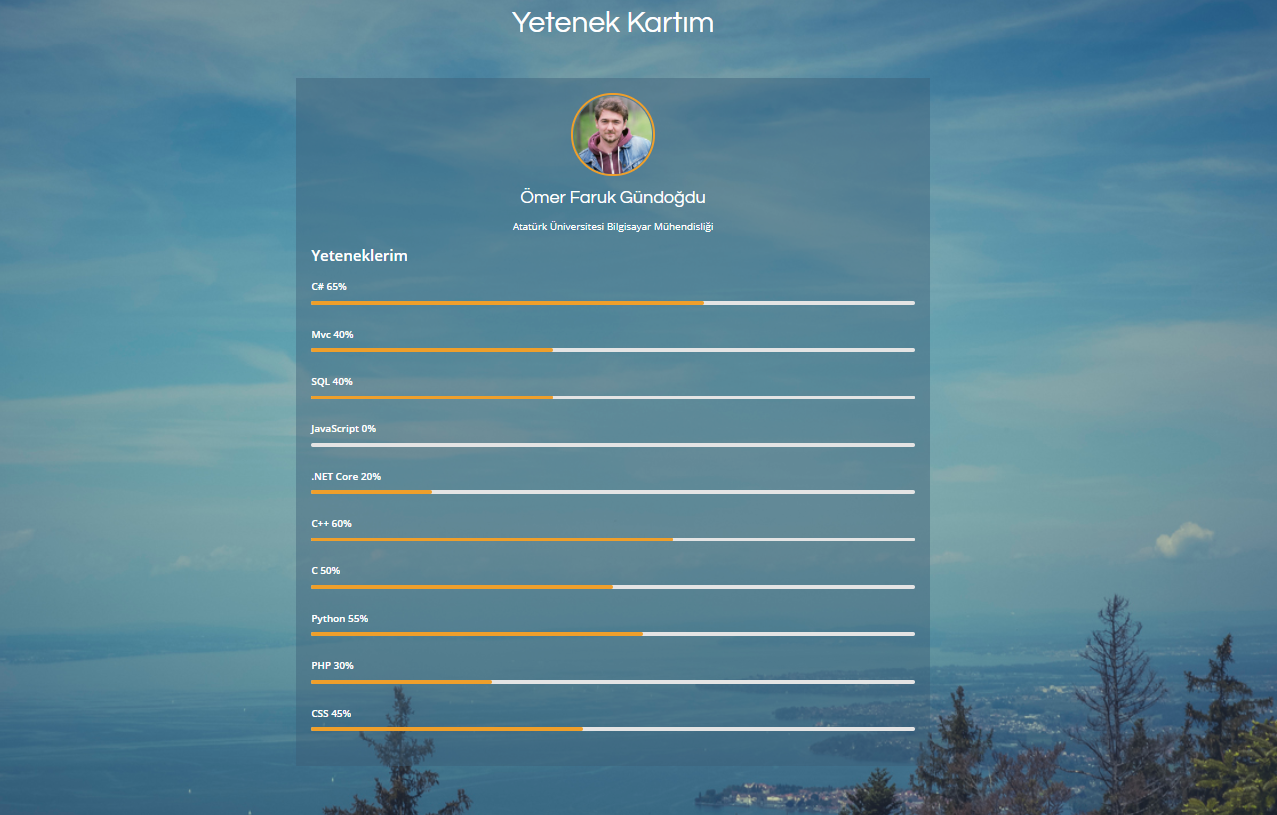 Yetenek Kartım
Ömer Faruk Gündoğdu
Atatürk Üniversitesi Bilgisayar Mühendisliği
Yeteneklerim
C# 65%
Mvc 40%
SQL 40%
JavaScript 0%
.NET Core 20%
C++ 60%
C 50%
Python 55%
PHP 30%
CSS 45%